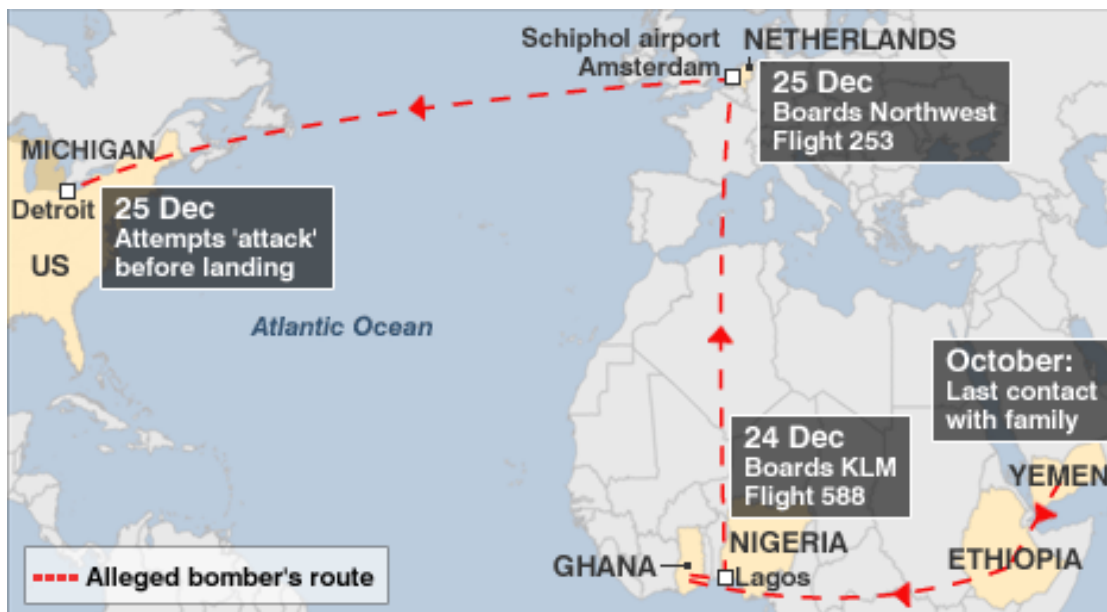 Schiphol airport
Amsterdam
NETHERLANDS
25 Dec
Boards Northwest
Flight 253
MICHIGAN
Detroit
25 Dec
Attempts 'attack'
before landing
US
Atlantic Ocean
October:
Last contact
with family
24 Dec
Boards KLM
Flight 588
YEMEN
NIGERIA
GHANA
Lagos
ETHIOPIA
Alleged bomber's route